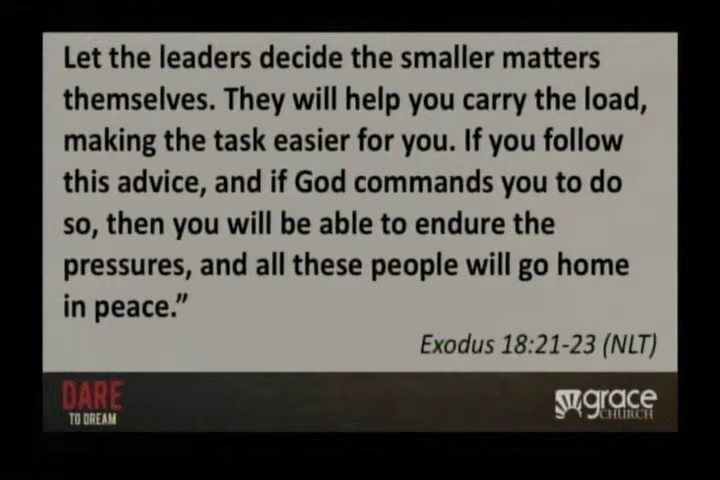 Let the leaders decide the smaller matters
themselves. They will help you carry the load,
making the task easier for you. If you follow
this advice, and if God commands you to do
so, then you will be able to endure the
pressures, and all these people will go home
in peace.”
Exodus 18:21-23 (NLT)
DARE
TO DREAM
grace
CHURCH